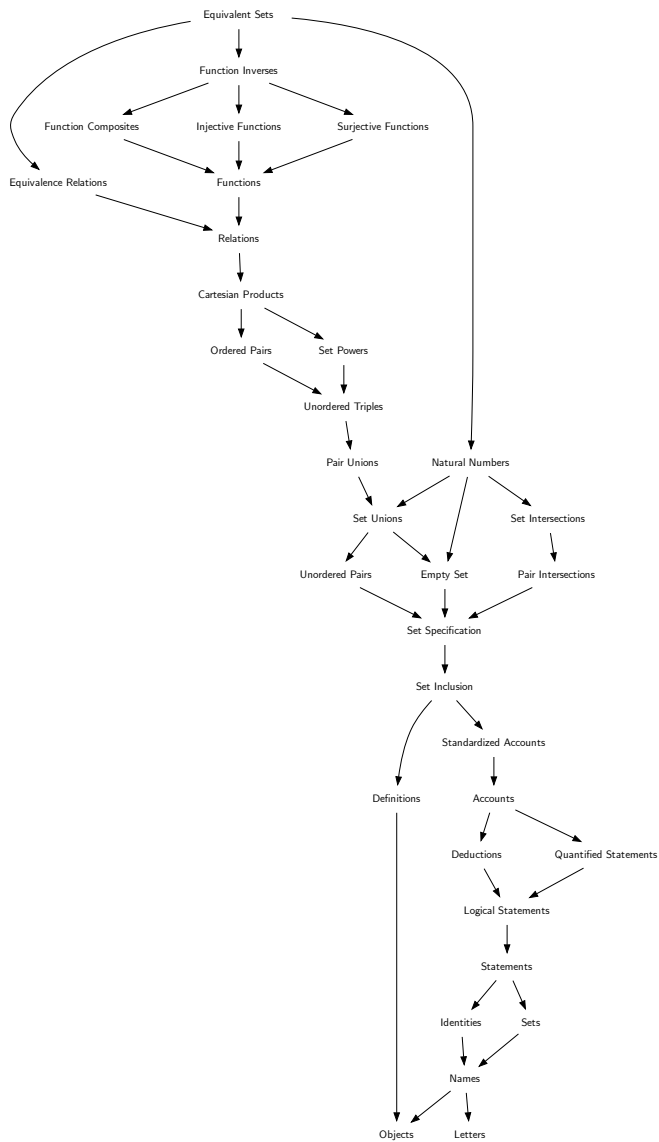 Equivalent Sets
Function Inverses
Function Composites
Injective Functions
Surjective Functions
Equivalence Relations
Functions
Relations
Cartesian Products
Ordered Pairs
Set Powers
Unordered Triples
Pair Unions
Natural Numbers
Set Unions
Set Intersections
Unordered Pairs
Empty Set
Pair Intersections
Set Specification
Set Inclusion
Standardized Accounts
Definitions
Accounts
Deductions
Quantified Statements
Logical Statements
Statements
Identities
Sets
Names
Objects
Letters